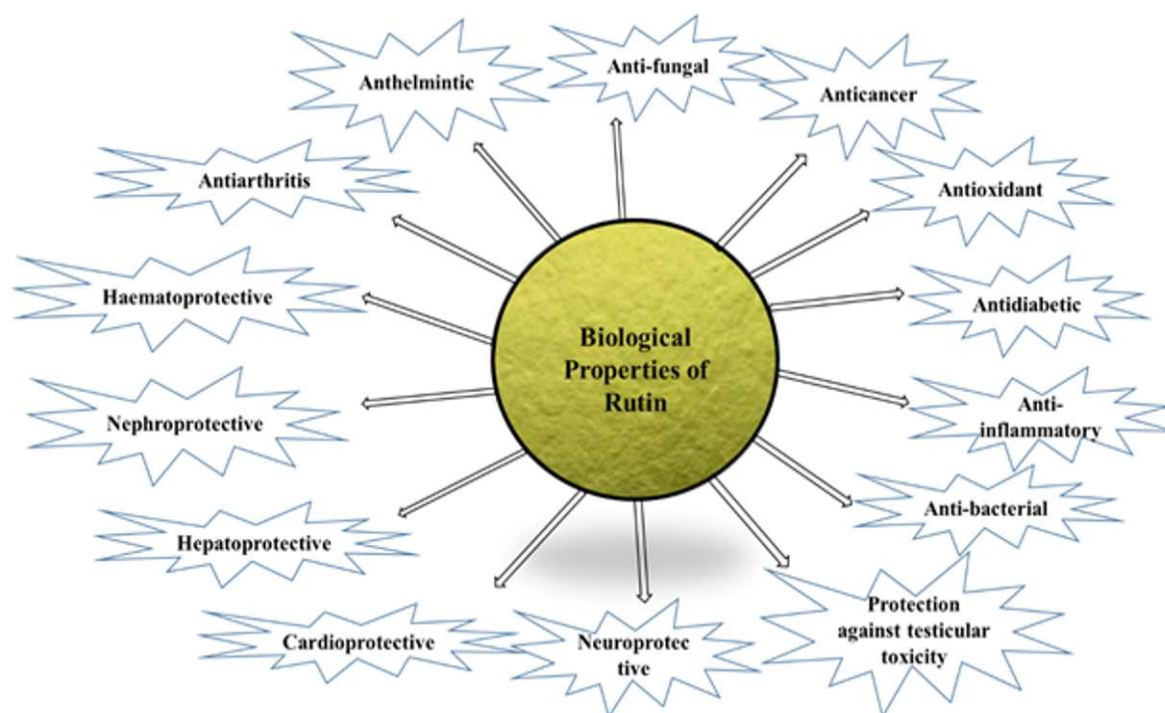 Anthelmintic
Anti-fungal
Anticancer
Antiarthritis
Antioxidant
Haematoprotective
Antidiabetic
Biological
Properties of
Rutin
Nephroprotective
Anti-
inflammatory
Hepatoprotective
Anti-bacterial
Cardioprotective
Neuroprotec
tive
Protection
against testicular
toxicity